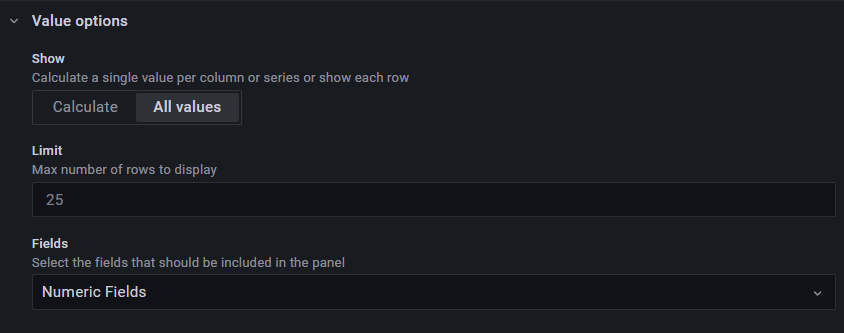 Value options
Show
Calculate a single value per column or series or show each row
Calculate All values
Limit
Max number of rows to display
25
Fields
Select the fields that should be included in the panel
Numeric Fields